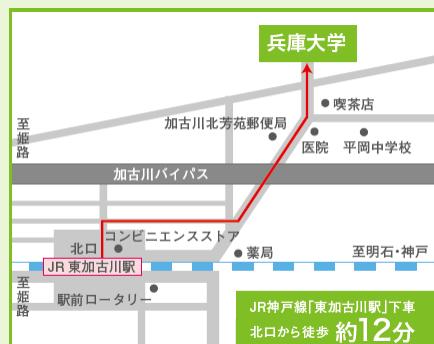 兵庫大学
喫茶店
加古川北芳苑郵便局
医院
平岡中学校
至姫路
加古川バイパス
コンビニエンスストア
北口
薬局
至明石・神戸
JR 東加古川駅
至姫路
駅前ロータリー
JR神戸線「東加古川駅」下車
北口から徒歩 約12分